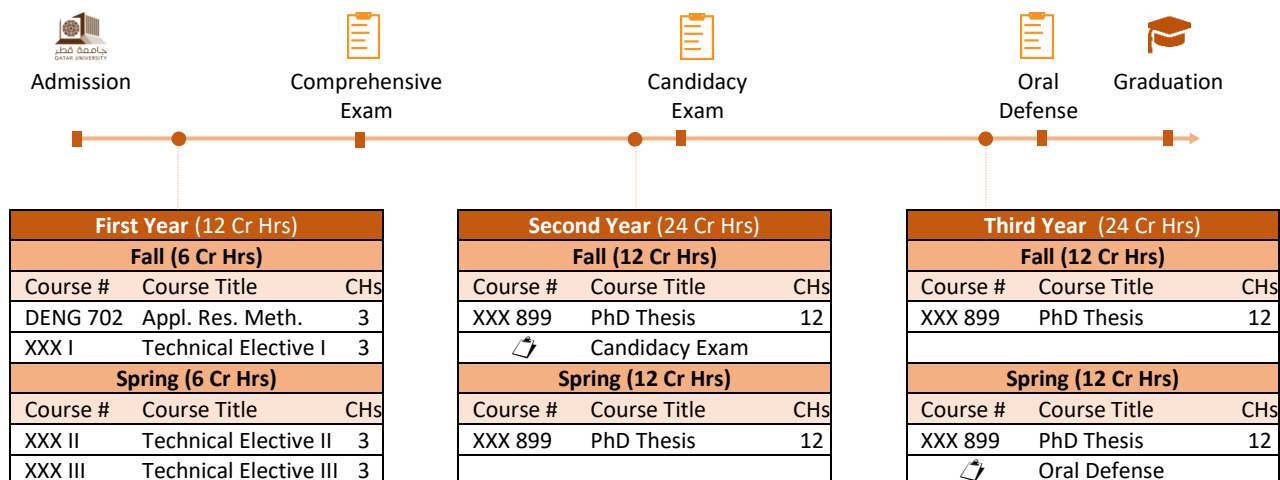 جامعة قطر
QATAR UNIVERSITY
Admission
Comprehensive
Exam
Candidacy
Exam
Oral
Defense
Graduation
First Year (12 Cr Hrs)
Fall (6 Cr Hrs)
Course # Course Title CHs
DENG 702 Appl. Res. Meth. 3
XXX I Technical Elective I 3
Spring (6 Cr Hrs)
Course # Course Title CHs
XXX II Technical Elective II 3
XXX III Technical Elective III 3
Second Year (24 Cr Hrs)
Fall (12 Cr Hrs)
Course # Course Title CHs
XXX 899 PhD Thesis 12
Candidacy Exam
Spring (12 Cr Hrs)
Course # Course Title CHs
XXX 899 PhD Thesis 12
Third Year (24 Cr Hrs)
Fall (12 Cr Hrs)
Course # Course Title CHs
XXX 899 PhD Thesis 12
Spring (12 Cr Hrs)
Course # Course Title CHs
XXX 899 PhD Thesis 12
Oral Defense